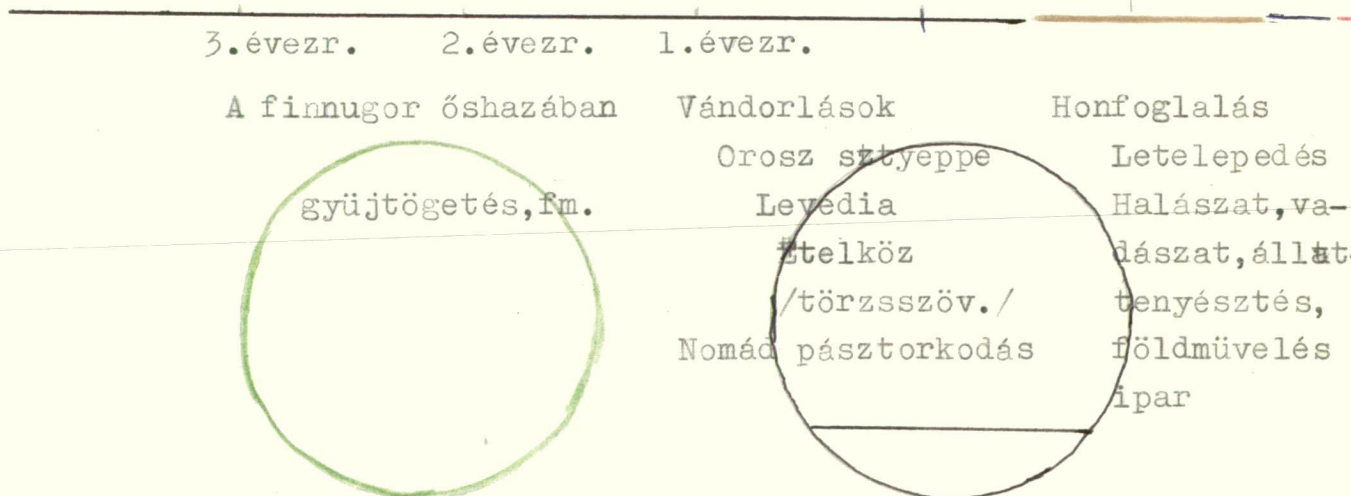 3.évezr. 2.évezr. 1.évezr.
A finnugor őshazában
gyüjtögetés,fm.
Vándorlások
Orosz sztyeppe
Levédia
Etelköz
/törzsszöv./
Nomád pásztorkodás
Honfoglalás
Letelepedés
Halászat,va-
dászat,állat-
tenyésztés,
földmüvelés
ipar